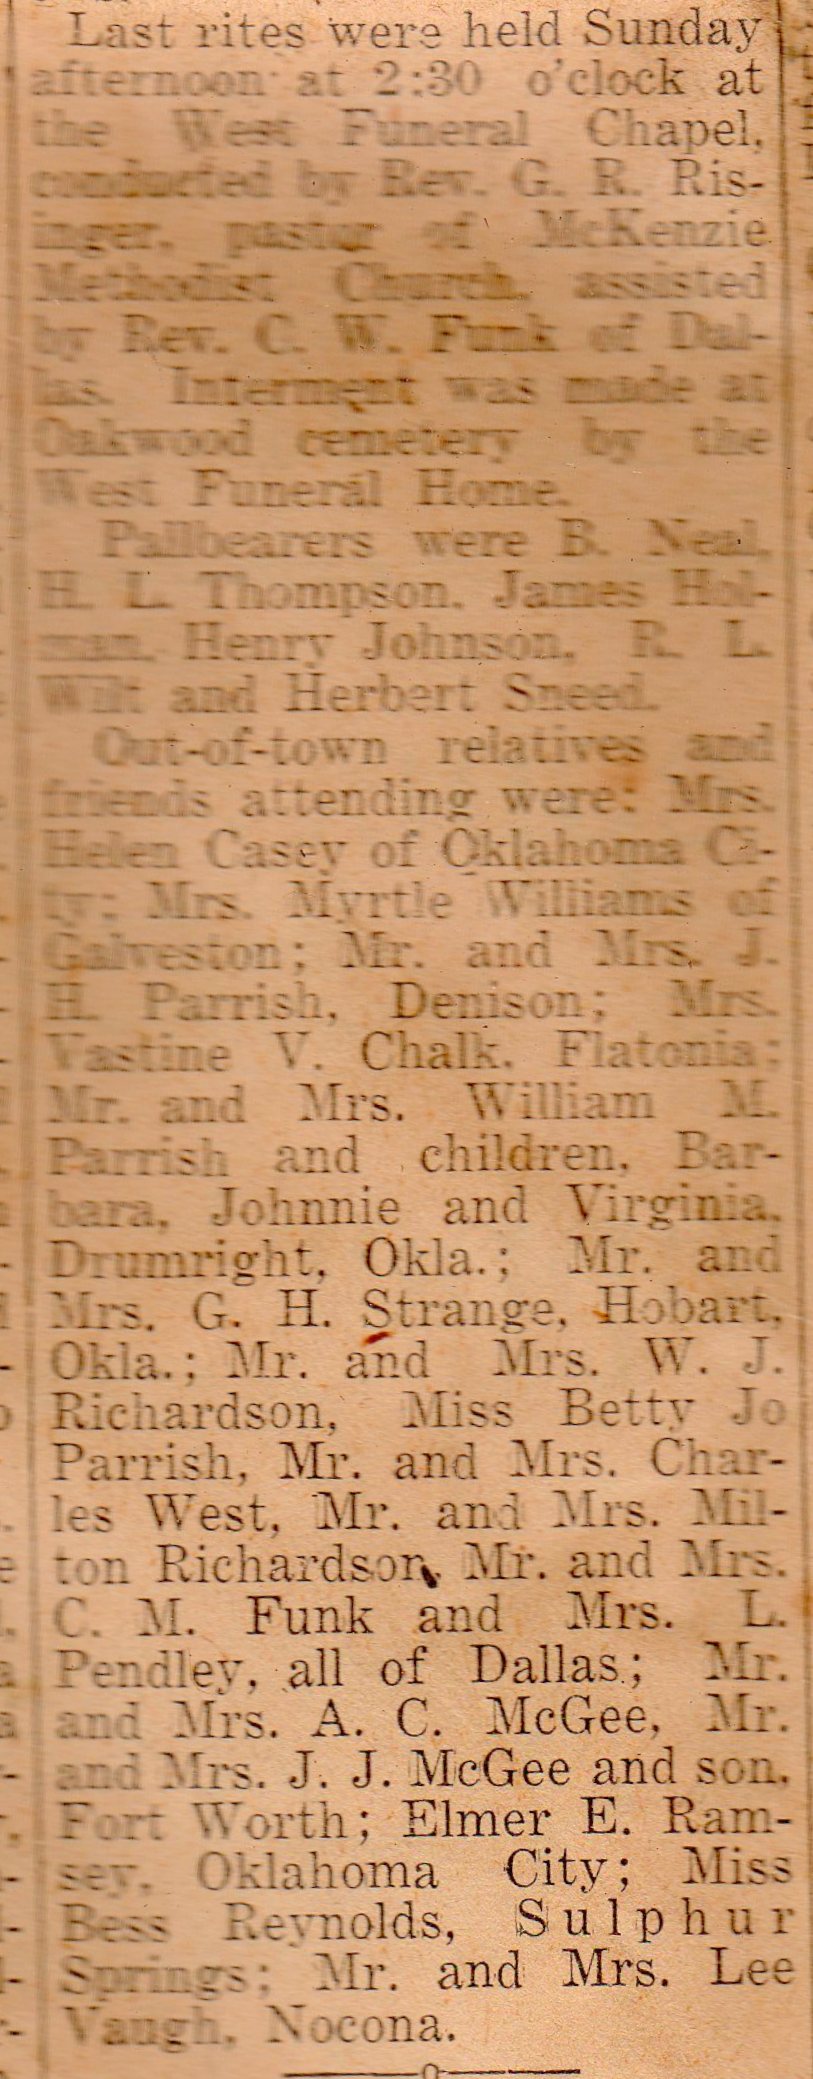 Last rites were held Sunday
afternoon at 2:30 o'clock at
the West Funeral Chapel,
conducted by Rev. G. R. Ris-
inger, pastor of McKenzie
Methodist Church, assisted
by Rev. C. W. Funk of Dal-
las. Interment was made at
Oakwood cemetery by the
West Funeral Home.
Pallbearers were B. Neal,
H. L. Thompson, James Hol-
man, Henry Johnson, R. L.
Wilt and Herbert Sneed.
Out-of-town relatives and
friends attending were: Mrs.
Helen Casey of Oklahoma Ci-
ty; Mrs. Myrtle Williams of
Galveston; Mr. and Mrs. J.
H. Parrish, Denison; Mrs.
Vastine V. Chalk, Flatonia;
Mr. and Mrs. William M.
Parrish and children, Bar-
bara, Johnnie and Virginia,
Drumright, Okla.; Mr. and
Mrs. G. H. Strange, Hobart,
Okla.; Mr. and Mrs. W. J.
Richardson, Miss Betty Jo
Parrish, Mr. and Mrs. Char-
les West, Mr. and Mrs. Mil-
ton Richardson, Mr. and Mrs.
C. M. Funk and Mrs. L.
Pendley, all of Dallas; Mr.
and Mrs. A. C. McGee, Mr.
and Mrs. J. J. McGee and son,
Fort Worth; Elmer E. Ram-
sey, Oklahoma City; Miss
Bess Reynolds, Sulphur
Springs; Mr. and Mrs. Lee
Vaugh, Nocona.